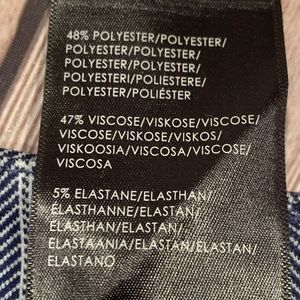 48% POLYESTER/POLYESTER/
POLYESTER/POLYESTER/
POLYESTER/POLYESTER/
POLYESTERI/POLIESTERE/
POLYESTER/POLIÉSTER
47% VISCOSE/VISKOSE/VISCOSE/
VISCOSE/VISKOSE/VISKOS/
VISKOOSIA/VISCOSA/VISCOSE/
VISCOSA
5% ELASTANE/ELASTHAN/
ELASTHANNE/ELASTAN/
ELASTHAN/ELASTAN/
ELASTAANIA/ELASTAN/ELASTAN/
ELASTANO